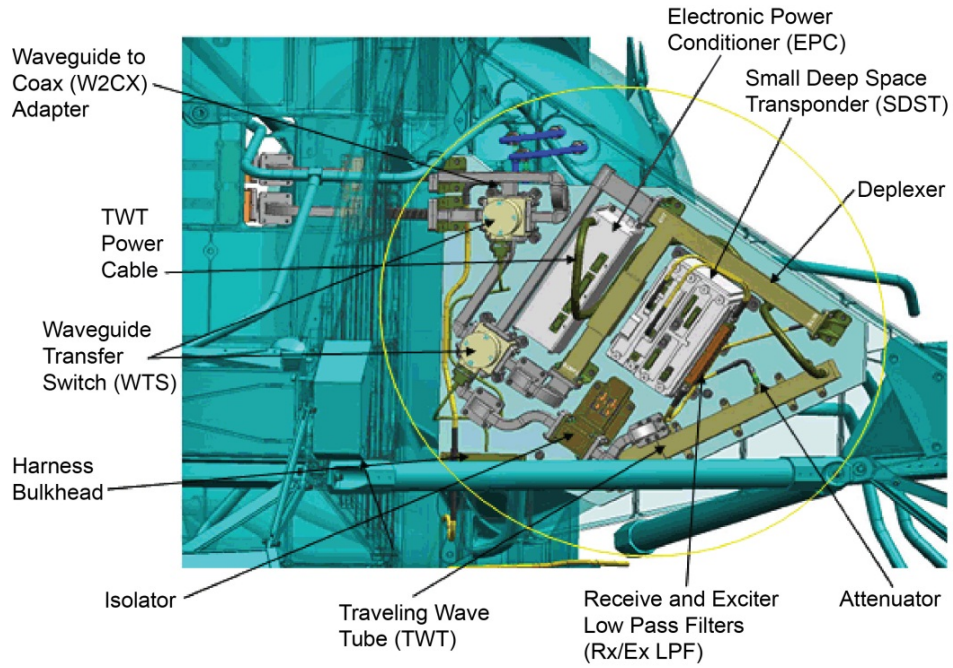 Electronic Power
Conditioner (EPC)
Waveguide to
Coax (W2CX)
Adapter
Small Deep Space
Transponder (SDST)
Deplexer
TWT
Power
Cable
Waveguide
Transfer
Switch (WTS)
Harness
Bulkhead
Isolator
Traveling Wave
Tube (TWT)
Receive and Exciter
Low Pass Filters
(Rx/Ex LPF)
Attenuator